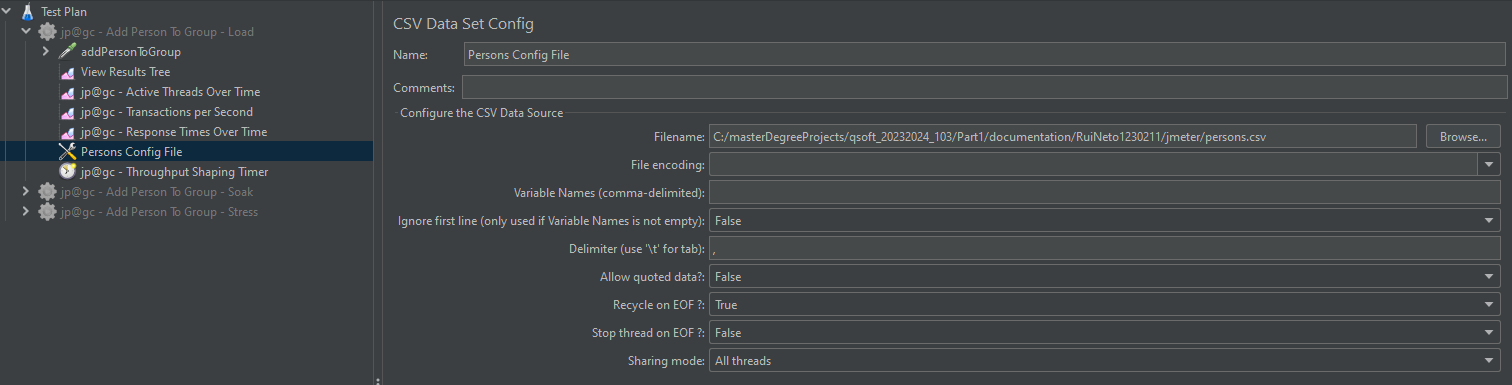 Test Plan
jp@gc - Add Person To Group - Load
addPersonToGroup
View Results Tree
jp@gc - Active Threads Over Time
jp@gc - Transactions per Second
jp@gc - Response Times Over Time
Persons Config File
jp@gc - Throughput Shaping Timer
jp@gc - Add Person To Group - Soak
jp@gc - Add Person To Group - Stress
CSV Data Set Config
Name: Persons Config File
Comments:
Configure the CSV Data Source
Filename: C:/masterDegreeProjects/qsoft_20232024_103/Part1/documentation/RuiNeto1230211/jmeter/persons.csv Browse...
File encoding:
Variable Names (comma-delimited):
Ignore first line (only used if Variable Names is not empty): False
Delimiter (use '\t' for tab): ,
Allow quoted data?: False
Recycle on EOF ?: True
Stop thread on EOF ?: False
Sharing mode: All threads